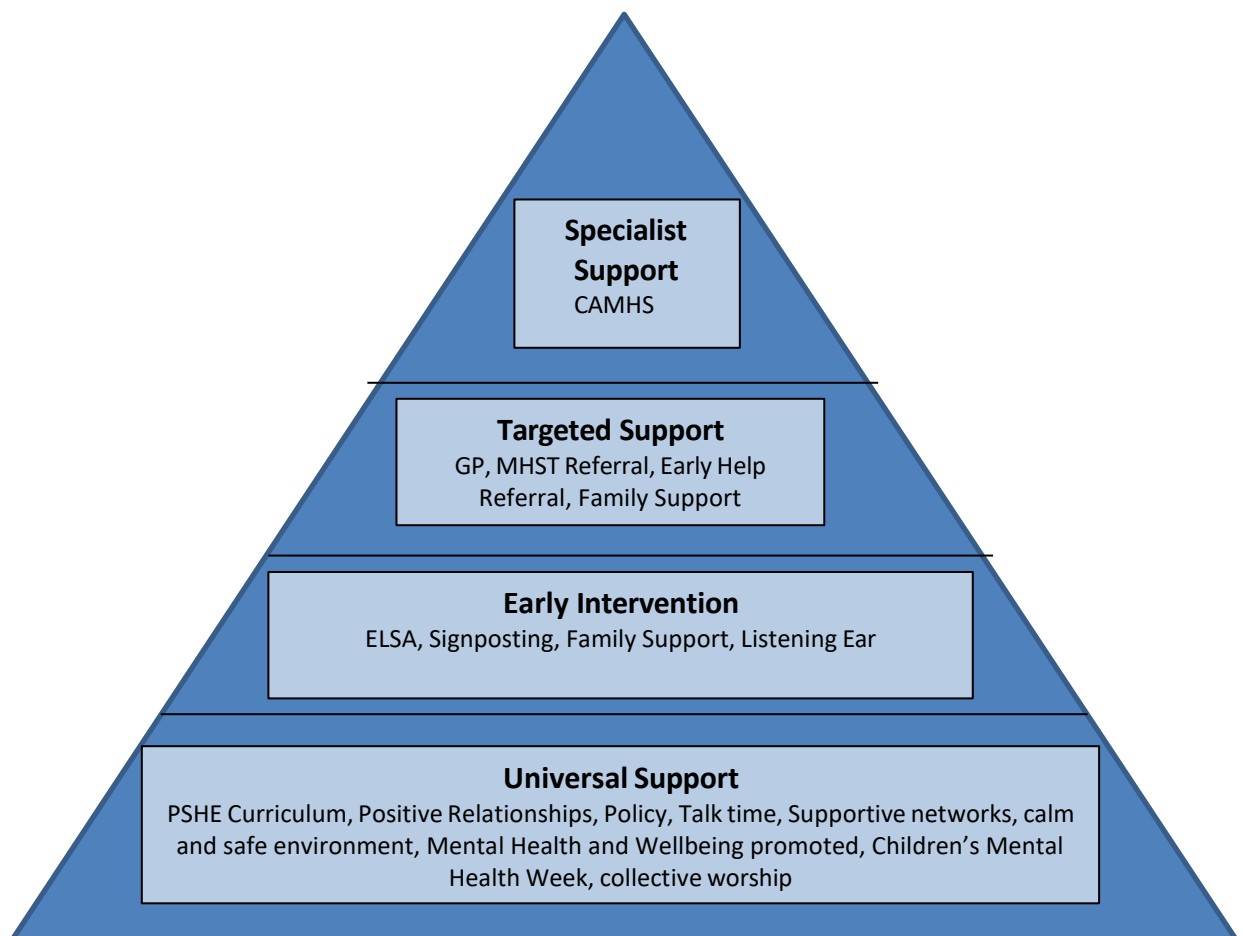 Specialist
Support
CAMHS
Targeted Support
GP, MHST Referral, Early Help
Referral, Family Support
Early Intervention
ELSA, Signposting, Family Support, Listening Ear
Universal Support
PSHE Curriculum, Positive Relationships, Policy, Talk time, Supportive networks, calm
and safe environment, Mental Health and Wellbeing promoted, Children’s Mental
Health Week, collective worship